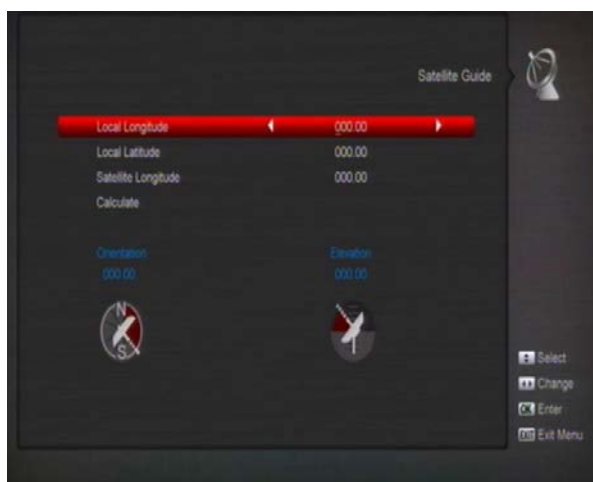 Satellite Guide
Local Longitude 000.00
Local Latitude 000.00
Satellite Longitude 000.00
Calculate
Orientation Elevation
000.00 000.00
N
S
Select
Change
OK Enter
EXIT Exit Menu